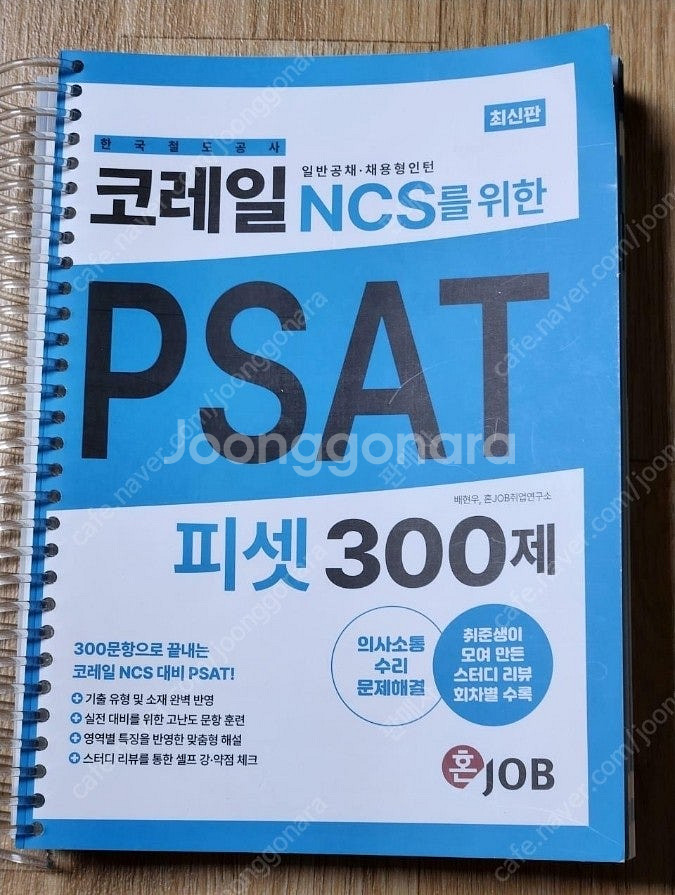 최신판
한국철도공사
일반공채·채용형인턴
코레일 NCS를 위한
PSAT
Joonggonara
배현우, 혼JOB취업연구소
피셋 300제
300문항으로 끝내는
코레일 NCS 대비 PSAT!
기출 유형 및 소재 완벽 반영
실전 대비를 위한 고난도 문항 훈련
영역별 특징을 반영한 맞춤형 해설
스터디 리뷰를 통한 셀프 강·약점 체크
의사소통
수리
문제해결
취준생이
모여 만든
스터디 리뷰
회차별 수록
혼JOB
cafe.naver.com/joonggonara